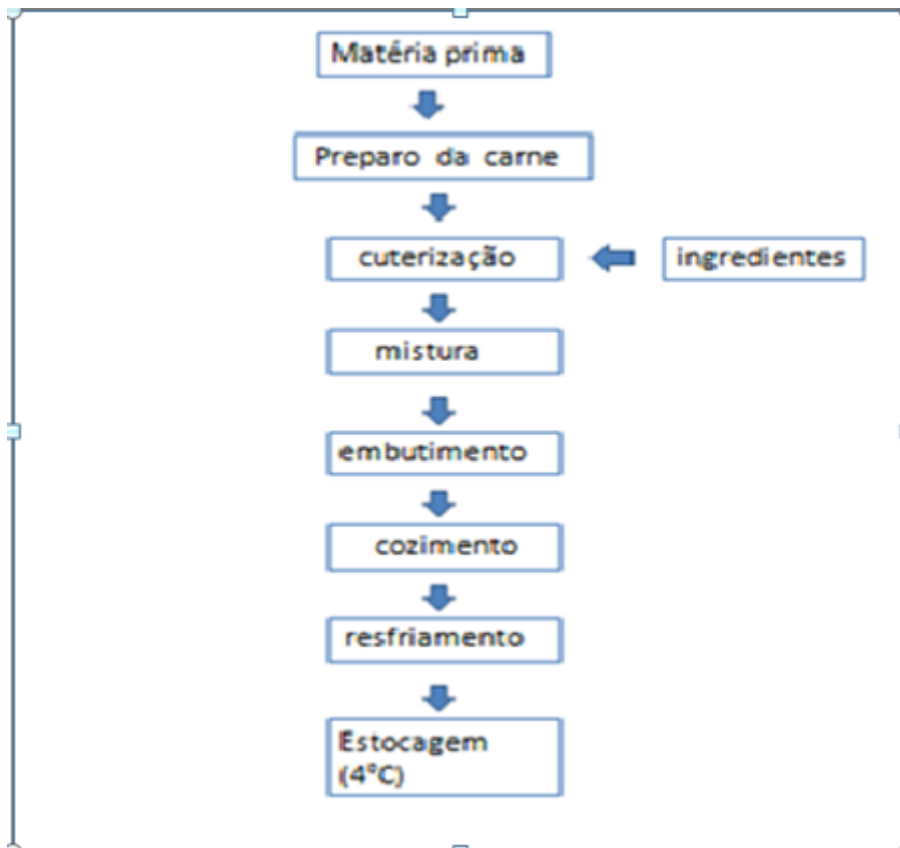 Matéria prima
Preparo da carne
cuterização
ingredientes
mistura
embutimento
cozimento
resfriamento
Estocagem
(4°C)